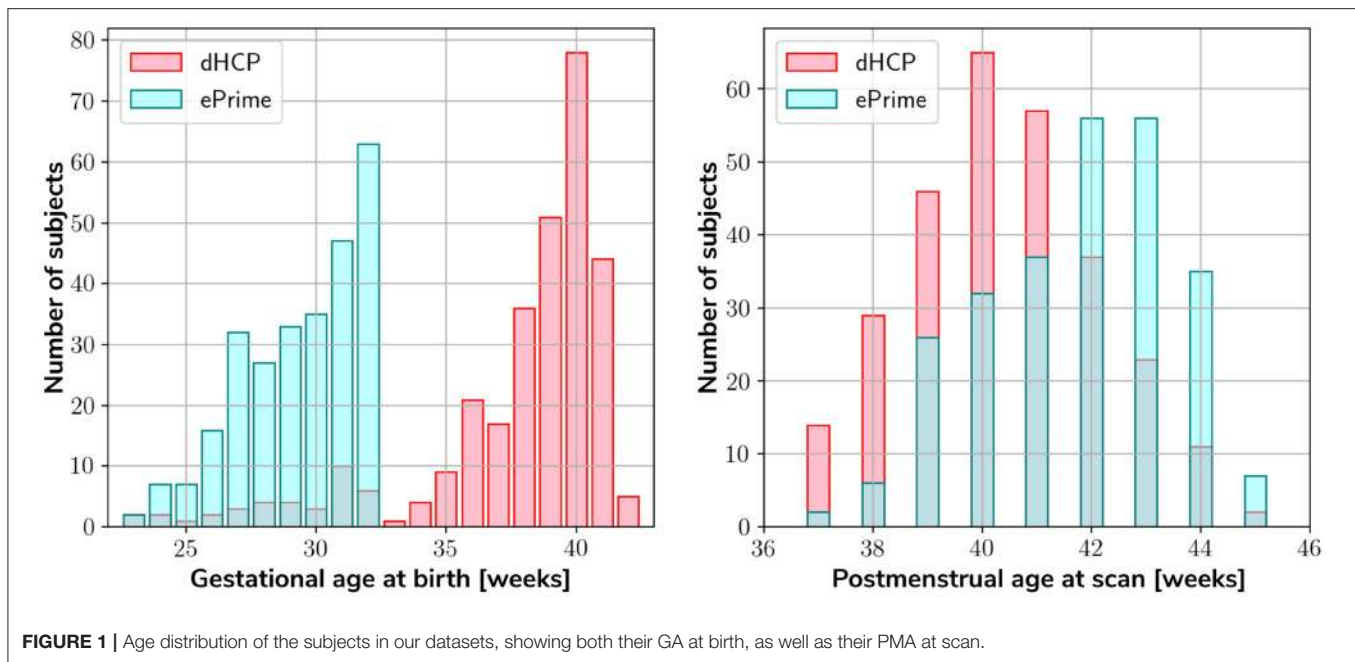 dHCP
ePrime
80
70
60
50
40
30
20
10
0
Number of subjects
25 30 35 40
Gestational age at birth [weeks]
dHCP
ePrime
60
50
40
30
20
10
0
Number of subjects
36 38 40 42 44 46
Postmenstrual age at scan [weeks]
FIGURE 1 | Age distribution of the subjects in our datasets, showing both their GA at birth, as well as their PMA at scan.